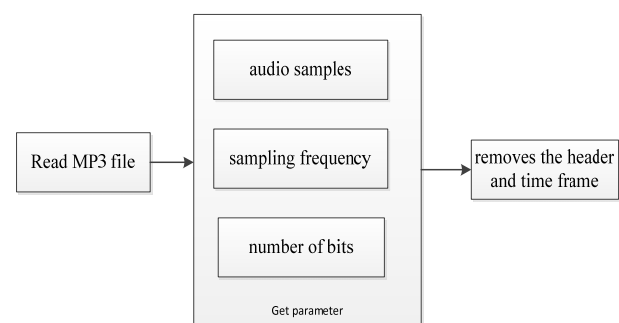 Read MP3 file
audio samples
sampling frequency
number of bits
Get parameter
removes the header
and time frame